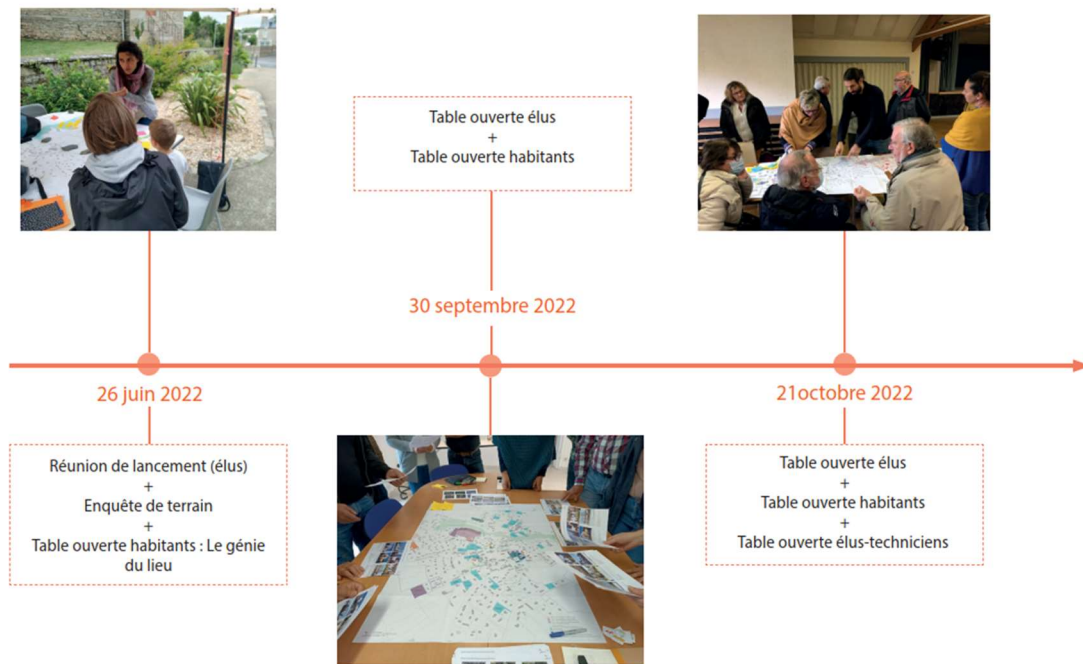 Table ouverte élus
+
Table ouverte habitants
30 septembre 2022
26 juin 2022
21octobre 2022
Réunion de lancement (élus)
+
Enquête de terrain
+
Table ouverte habitants : Le génie
du lieu
Table ouverte élus
+
Table ouverte habitants
+
Table ouverte élus-techniciens